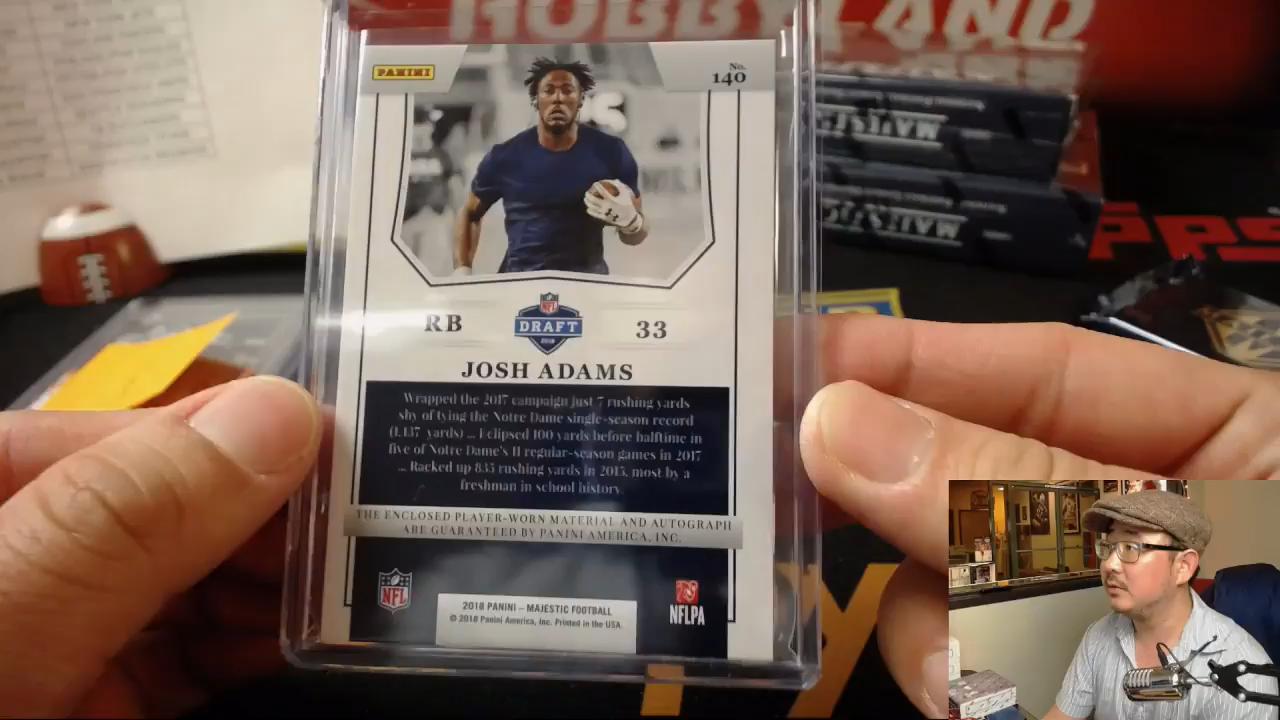 HOBBYLAND
PANINI
No.
140
RB
NFL
DRAFT
2018
33
JOSH ADAMS
Wrapped the 2017 campaign just 7 rushing yards
shy of tying the Notre Dame single-season record
(1,437 yards) ... Eclipsed 100 yards before halftime in
five of Notre Dame's 11 regular-season games in 2017
... Racked up 835 rushing yards in 2015, most by a
freshman in school history.
THE ENCLOSED PLAYER-WORN MATERIAL AND AUTOGRAPH
ARE GUARANTEED BY PANINI AMERICA, INC.
NFL
2018 PANINI – MAJESTIC FOOTBALL
© 2018 Panini America, Inc. Printed in the USA.
NFLPA